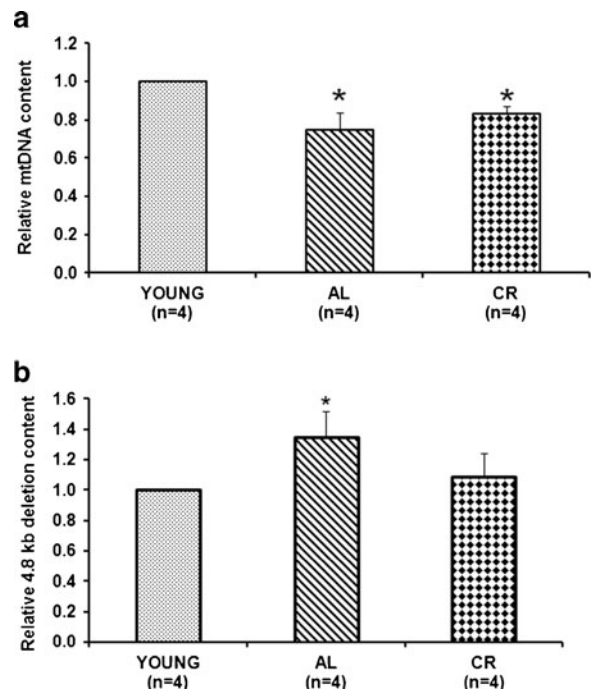 a
1.2
1.0
0.8
0.6
0.4
0.2
0.0
Relative mtDNA content
*
*
YOUNG
(n=4)
AL
(n=4)
CR
(n=4)
b
1.6
1.4
1.2
1.0
0.8
0.6
0.4
0.2
0.0
Relative 4.8 kb deletion content
*
YOUNG
(n=4)
AL
(n=4)
CR
(n=4)